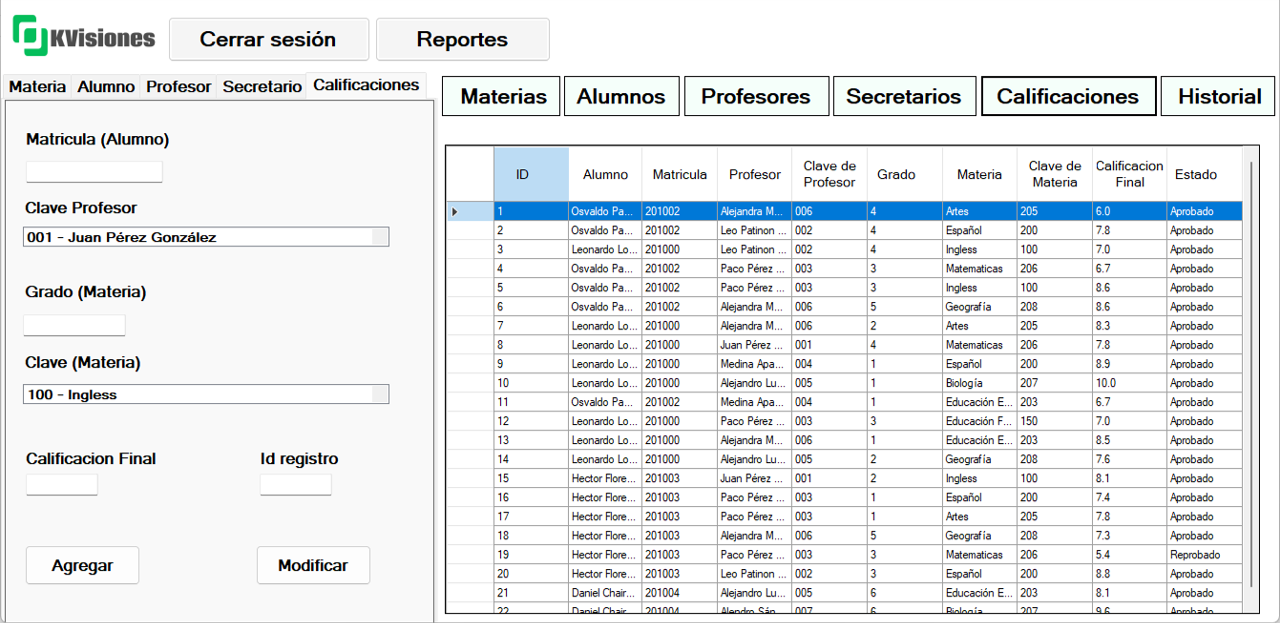 KVisiones
Cerrar sesión
Reportes
Materia Alumno Profesor Secretario Calificaciones
Matricula (Alumno)
Clave Profesor
001 - Juan Pérez González
Grado (Materia)
Clave (Materia)
100 - Ingless
Calificacion Final Id registro
Agregar Modificar
Materias Alumnos Profesores Secretarios Calificaciones Historial
ID Alumno Matricula Profesor Clave de Profesor Grado Materia Clave de Materia Calificacion Final Estado
1 Osvaldo Pa... 201002 Alejandra M... 006 4 Artes 205 6.0 Aprobado
2 Osvaldo Pa... 201002 Leo Patinon ... 002 4 Español 200 7.8 Aprobado
3 Leonardo Lo... 201000 Leo Patinon ... 002 4 Ingless 100 7.0 Aprobado
4 Osvaldo Pa... 201002 Paco Pérez ... 003 3 Matematicas 206 6.7 Aprobado
5 Osvaldo Pa... 201002 Paco Pérez ... 003 3 Ingless 100 8.6 Aprobado
6 Osvaldo Pa... 201002 Alejandra M... 006 5 Geografía 208 8.6 Aprobado
7 Leonardo Lo... 201000 Alejandra M... 006 2 Artes 205 8.3 Aprobado
8 Leonardo Lo... 201000 Juan Pérez ... 001 4 Matematicas 206 7.8 Aprobado
9 Leonardo Lo... 201000 Medina Apa... 004 1 Español 200 8.9 Aprobado
10 Leonardo Lo... 201000 Alejandro Lu... 005 1 Biología 207 10.0 Aprobado
11 Osvaldo Pa... 201002 Medina Apa... 004 1 Educación E... 203 6.7 Aprobado
12 Leonardo Lo... 201000 Paco Pérez ... 003 3 Educación F... 150 7.0 Aprobado
13 Leonardo Lo... 201000 Alejandra M... 006 1 Educación E... 203 8.5 Aprobado
14 Leonardo Lo... 201000 Alejandro Lu... 005 2 Geografía 208 7.6 Aprobado
15 Hector Flore... 201003 Juan Pérez ... 001 2 Ingless 100 8.1 Aprobado
16 Hector Flore... 201003 Paco Pérez ... 003 1 Español 200 7.4 Aprobado
17 Hector Flore... 201003 Paco Pérez ... 003 1 Artes 205 7.8 Aprobado
18 Hector Flore... 201003 Alejandra M... 006 5 Geografía 208 7.3 Aprobado
19 Hector Flore... 201003 Paco Pérez ... 003 3 Matematicas 206 5.4 Reprobado
20 Hector Flore... 201003 Leo Patinon ... 002 3 Español 200 8.8 Aprobado
21 Daniel Chair... 201004 Alejandro Lu... 005 6 Educación E... 203 8.1 Aprobado
22 Daniel Chair... 201004 Alendro Sán... 007 6 Biología 207 9.6 Aprobado